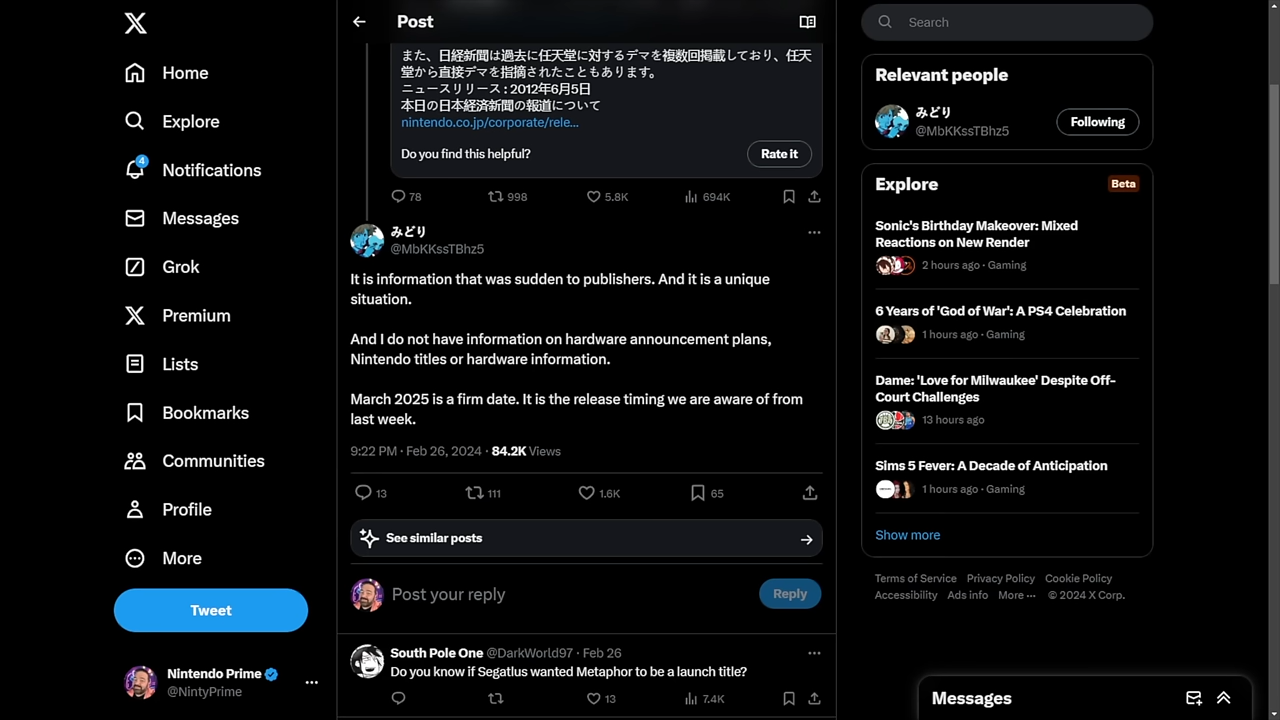 Home
Explore
4
Notifications
Messages
Grok
Premium
Lists
Bookmarks
Communities
Profile
More
Tweet
Nintendo Prime
@NintyPrime
Post
また、日経新聞は過去に任天堂に対するデマを複数回掲載しており、任天
堂から直接デマを指摘されたこともあります。
ニュースリリース : 2012年6月5日
本日の日本経済新聞の報道について
nintendo.co.jp/corporate/rele…
Do you find this helpful?
Rate it
78 998 5.8K 694K
みどり
@MbKKssTBhz5
It is information that was sudden to publishers. And it is a unique
situation.
And I do not have information on hardware announcement plans,
Nintendo titles or hardware information.
March 2025 is a firm date. It is the release timing we are aware of from
last week.
9:22 PM · Feb 26, 2024 · 84.2K Views
13 111 1.6K 65
See similar posts
Post your reply
Reply
South Pole One @DarkWorld97 · Feb 26
Do you know if Segatlus wanted Metaphor to be a launch title?
13 7.4K
Search
Relevant people
みどり
@MbKKssTBhz5
Following
Explore
Beta
Sonic's Birthday Makeover: Mixed
Reactions on New Render
2 hours ago · Gaming
6 Years of 'God of War': A PS4 Celebration
1 hours ago · Gaming
Dame: 'Love for Milwaukee' Despite Off-
Court Challenges
13 hours ago
Sims 5 Fever: A Decade of Anticipation
1 hours ago · Gaming
Show more
Terms of Service Privacy Policy Cookie Policy
Accessibility Ads info More ··· © 2024 X Corp.
Messages